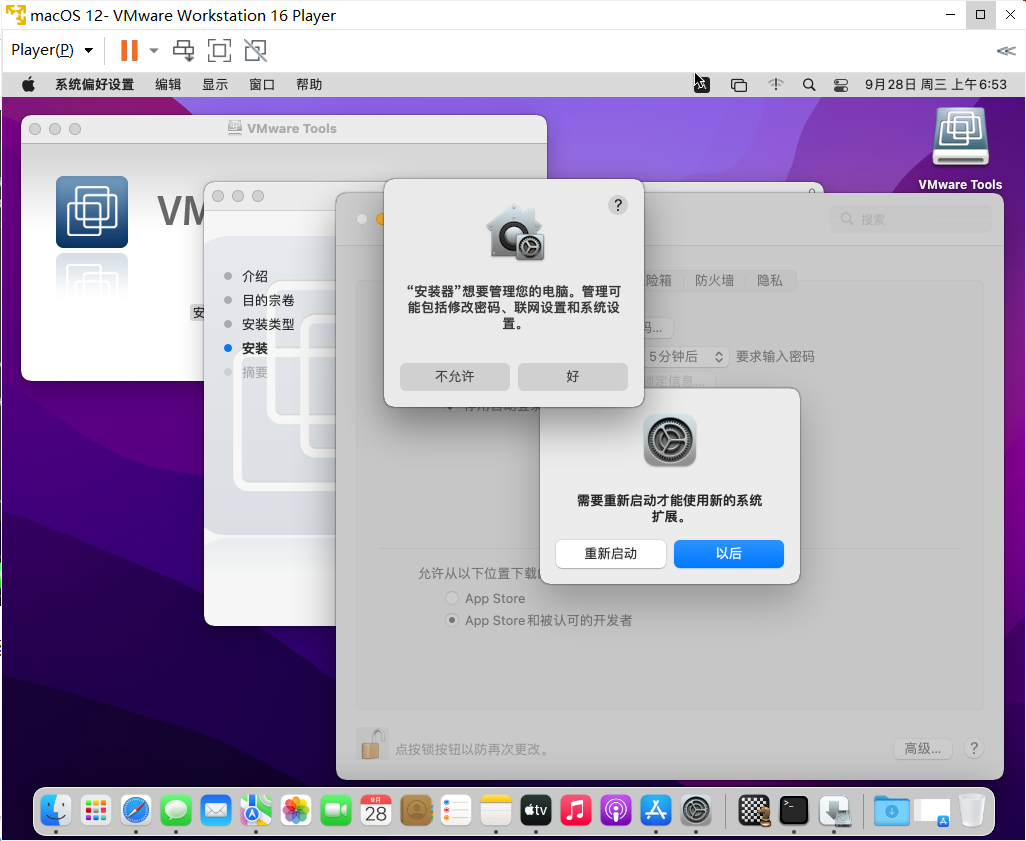 macOS 12- VMware Workstation 16 Player
Player(P)
系统偏好设置 编辑 显示 窗口 帮助
9月28日 周三 上午6:53
VMware Tools
VMware Tools
搜索
介绍
目的宗卷
安装类型
安装
摘要
?
“安装器”想要管理您的电脑。管理可
能包括修改密码、联网设置和系统设
置。
不允许
好
险箱 防火墙 隐私
5分钟后 要求输入密码
需要重新启动才能使用新的系统
扩展。
重新启动
以后
允许从以下位置下载
App Store
App Store和被认可的开发者
点按锁按钮以防再次更改。
高级...
?
9月
28
tv